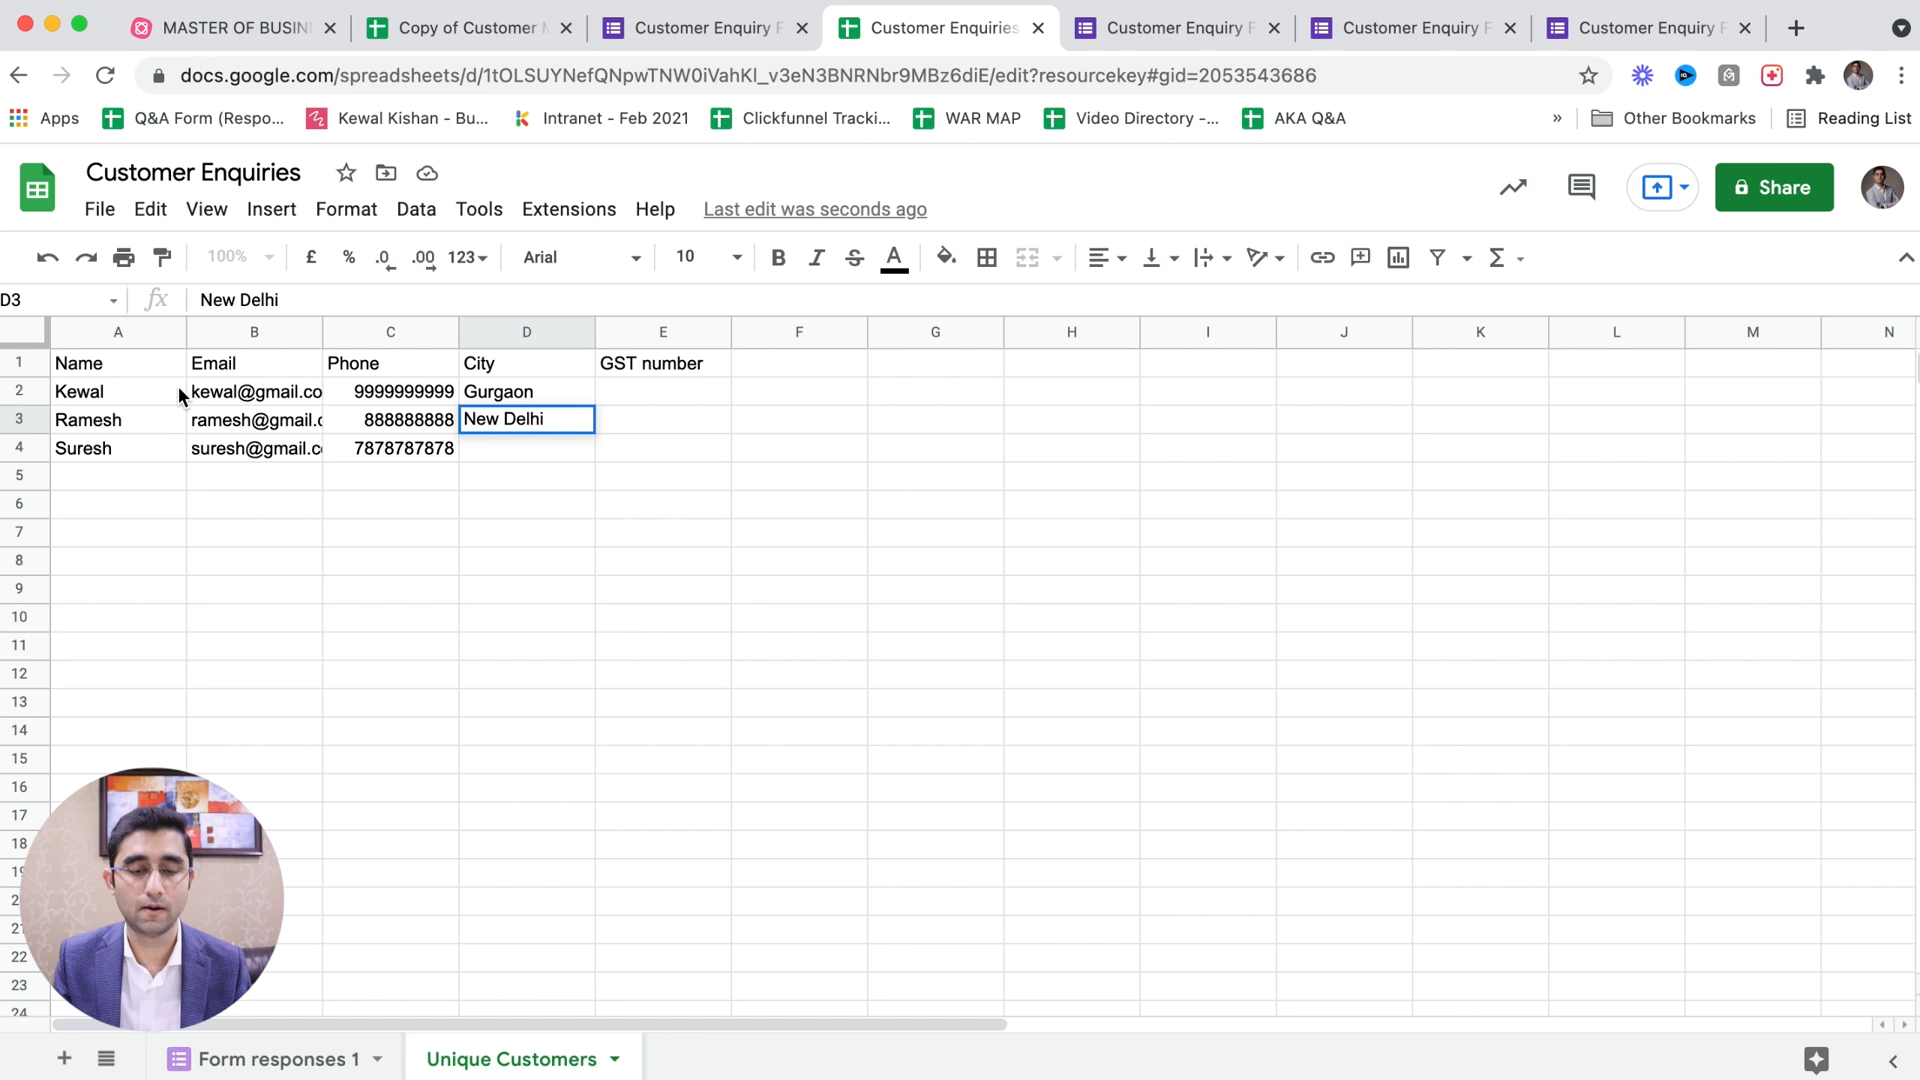 MASTER OF BUSIN
Copy of Customer
Customer Enquiry F
Customer Enquiries
Customer Enquiry F
Customer Enquiry F
Customer Enquiry F
docs.google.com/spreadsheets/d/1tOLSUYNefQNpwTNW0iVahKl_v3eN3BNRNbr9MBz6diE/edit?resourcekey#gid=2053543686
Apps
Q&A Form (Respo...
Kewal Kishan - Bu...
Intranet - Feb 2021
Clickfunnel Tracki...
WAR MAP
Video Directory -...
AKA Q&A
»
Other Bookmarks
Reading List
Customer Enquiries
File Edit View Insert Format Data Tools Extensions Help Last edit was seconds ago
Share
100% £ % .0 .00 123 Arial 10 B I S A Σ
D3 fx New Delhi
A B C D E F G H I J K L M N
1 Name Email Phone City GST number
2 Kewal kewal@gmail.co 9999999999 Gurgaon
3 Ramesh ramesh@gmail.c 888888888 New Delhi
4 Suresh suresh@gmail.c 7878787878
5
6
7
8
9
10
11
12
13
14
15
16
17
18
22
23
24
+ Form responses 1 Unique Customers